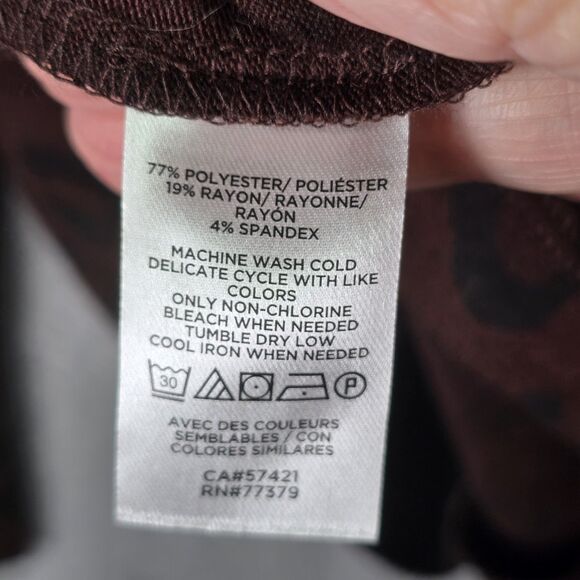 77% POLYESTER/ POLIÉSTER
19% RAYON/ RAYONNE/
RAYÓN
4% SPANDEX
MACHINE WASH COLD
DELICATE CYCLE WITH LIKE
COLORS
ONLY NON-CHLORINE
BLEACH WHEN NEEDED
TUMBLE DRY LOW
COOL IRON WHEN NEEDED
30 P
AVEC DES COULEURS
SEMBLABLES / CON
COLORES SIMILARES
CA#57421
RN#77379